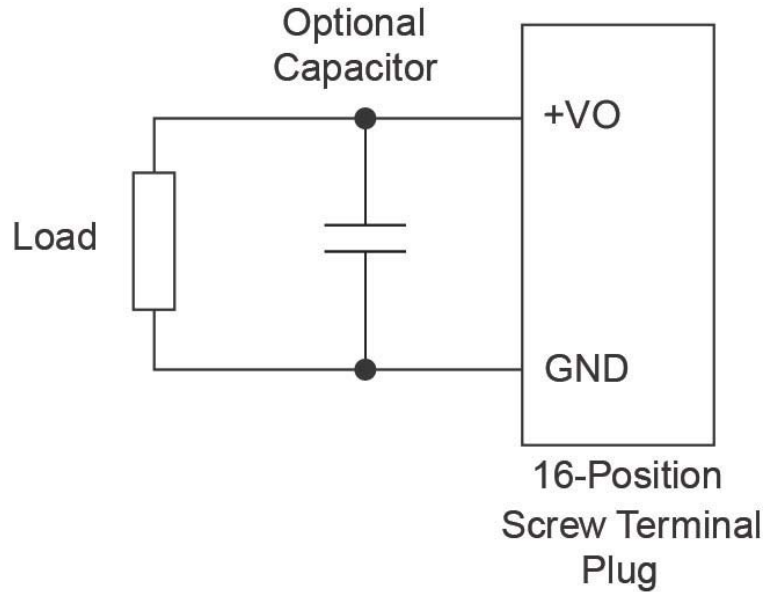 Optional
Capacitor
+VO
Load
GND
16-Position
Screw Terminal
Plug